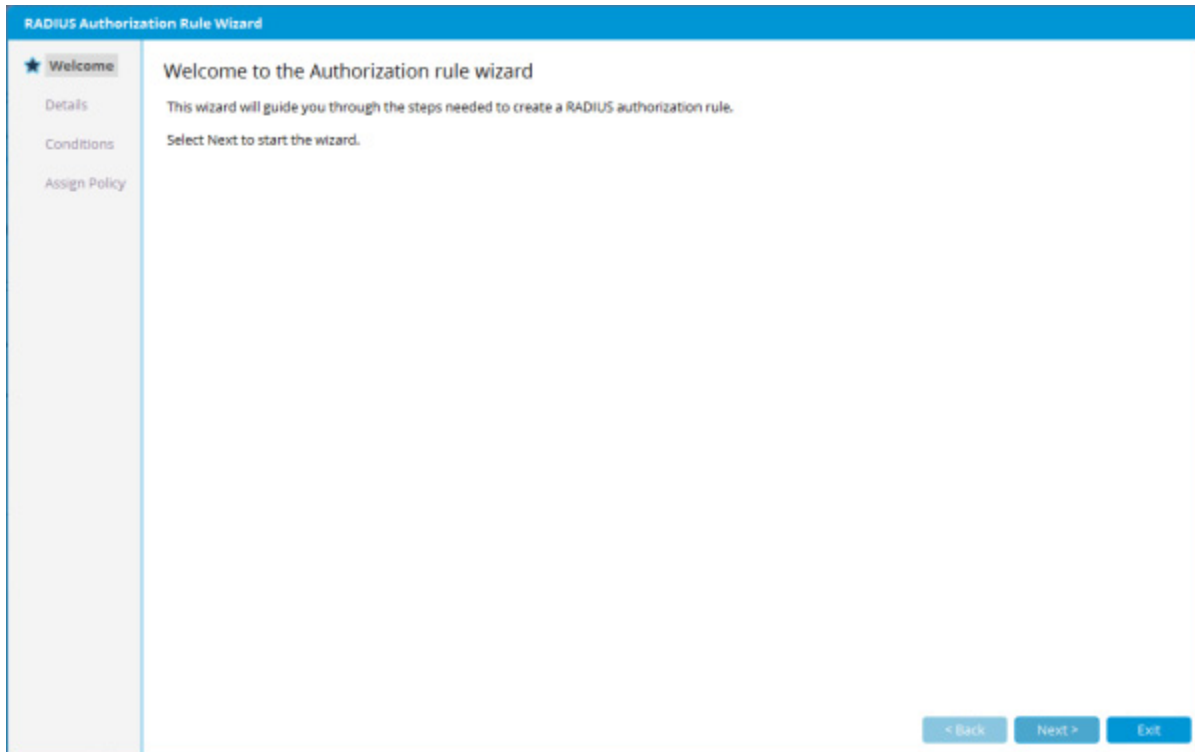 RADIUS Authorization Rule Wizard
Welcome
Details
Conditions
Assign Policy
Welcome to the Authorization rule wizard
This wizard will guide you through the steps needed to create a RADIUS authorization rule.
Select Next to start the wizard.
< Back
Next >
Exit